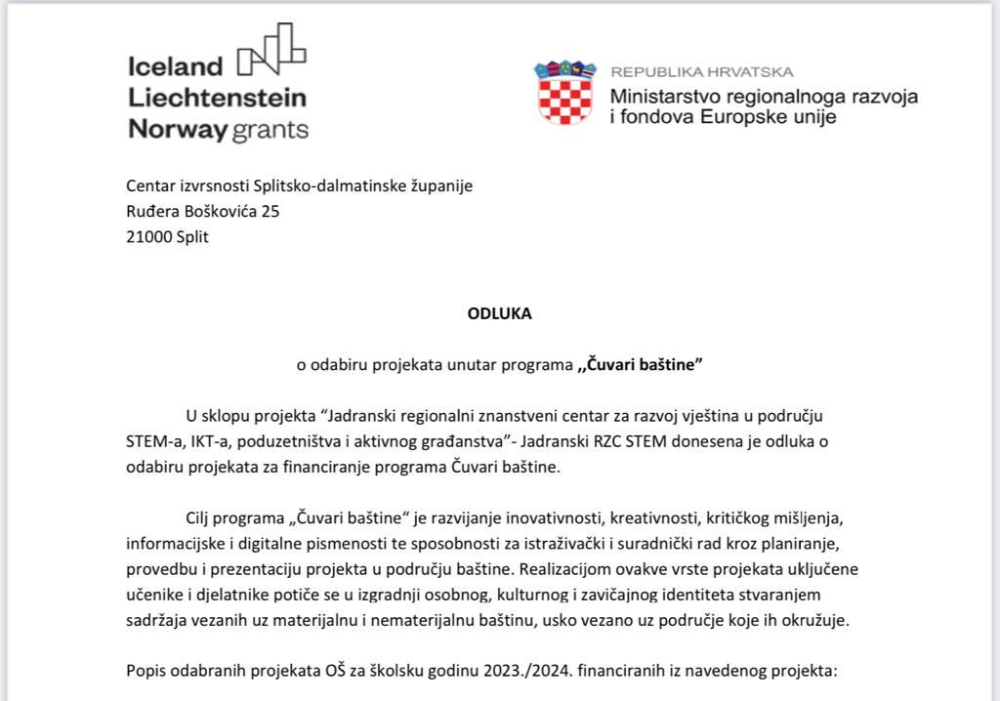 Iceland
Liechtenstein
Norway grants
REPUBLIKA HRVATSKA
Ministarstvo regionalnoga razvoja
i fondova Europske unije
Centar izvrsnosti Splitsko-dalmatinske županije
Ruđera Boškovića 25
21000 Split
ODLUKA
o odabiru projekata unutar programa ,,Čuvari baštine”
U sklopu projekta “Jadranski regionalni znanstveni centar za razvoj vještina u području
STEM-a, IKT-a, poduzetništva i aktivnog građanstva”- Jadranski RZC STEM donesena je odluka o
odabiru projekata za financiranje programa Čuvari baštine.
Cilj programa „Čuvari baštine“ je razvijanje inovativnosti, kreativnosti, kritičkog mišljenja,
informacijske i digitalne pismenosti te sposobnosti za istraživački i suradnički rad kroz planiranje,
provedbu i prezentaciju projekta u području baštine. Realizacijom ovakve vrste projekata uključene
učenike i djelatnike potiče se u izgradnji osobnog, kulturnog i zavičajnog identiteta stvaranjem
sadržaja vezanih uz materijalnu i nematerijalnu baštinu, usko vezano uz područje koje ih okružuje.
Popis odabranih projekata OŠ za školsku godinu 2023./2024. financiranih iz navedenog projekta: